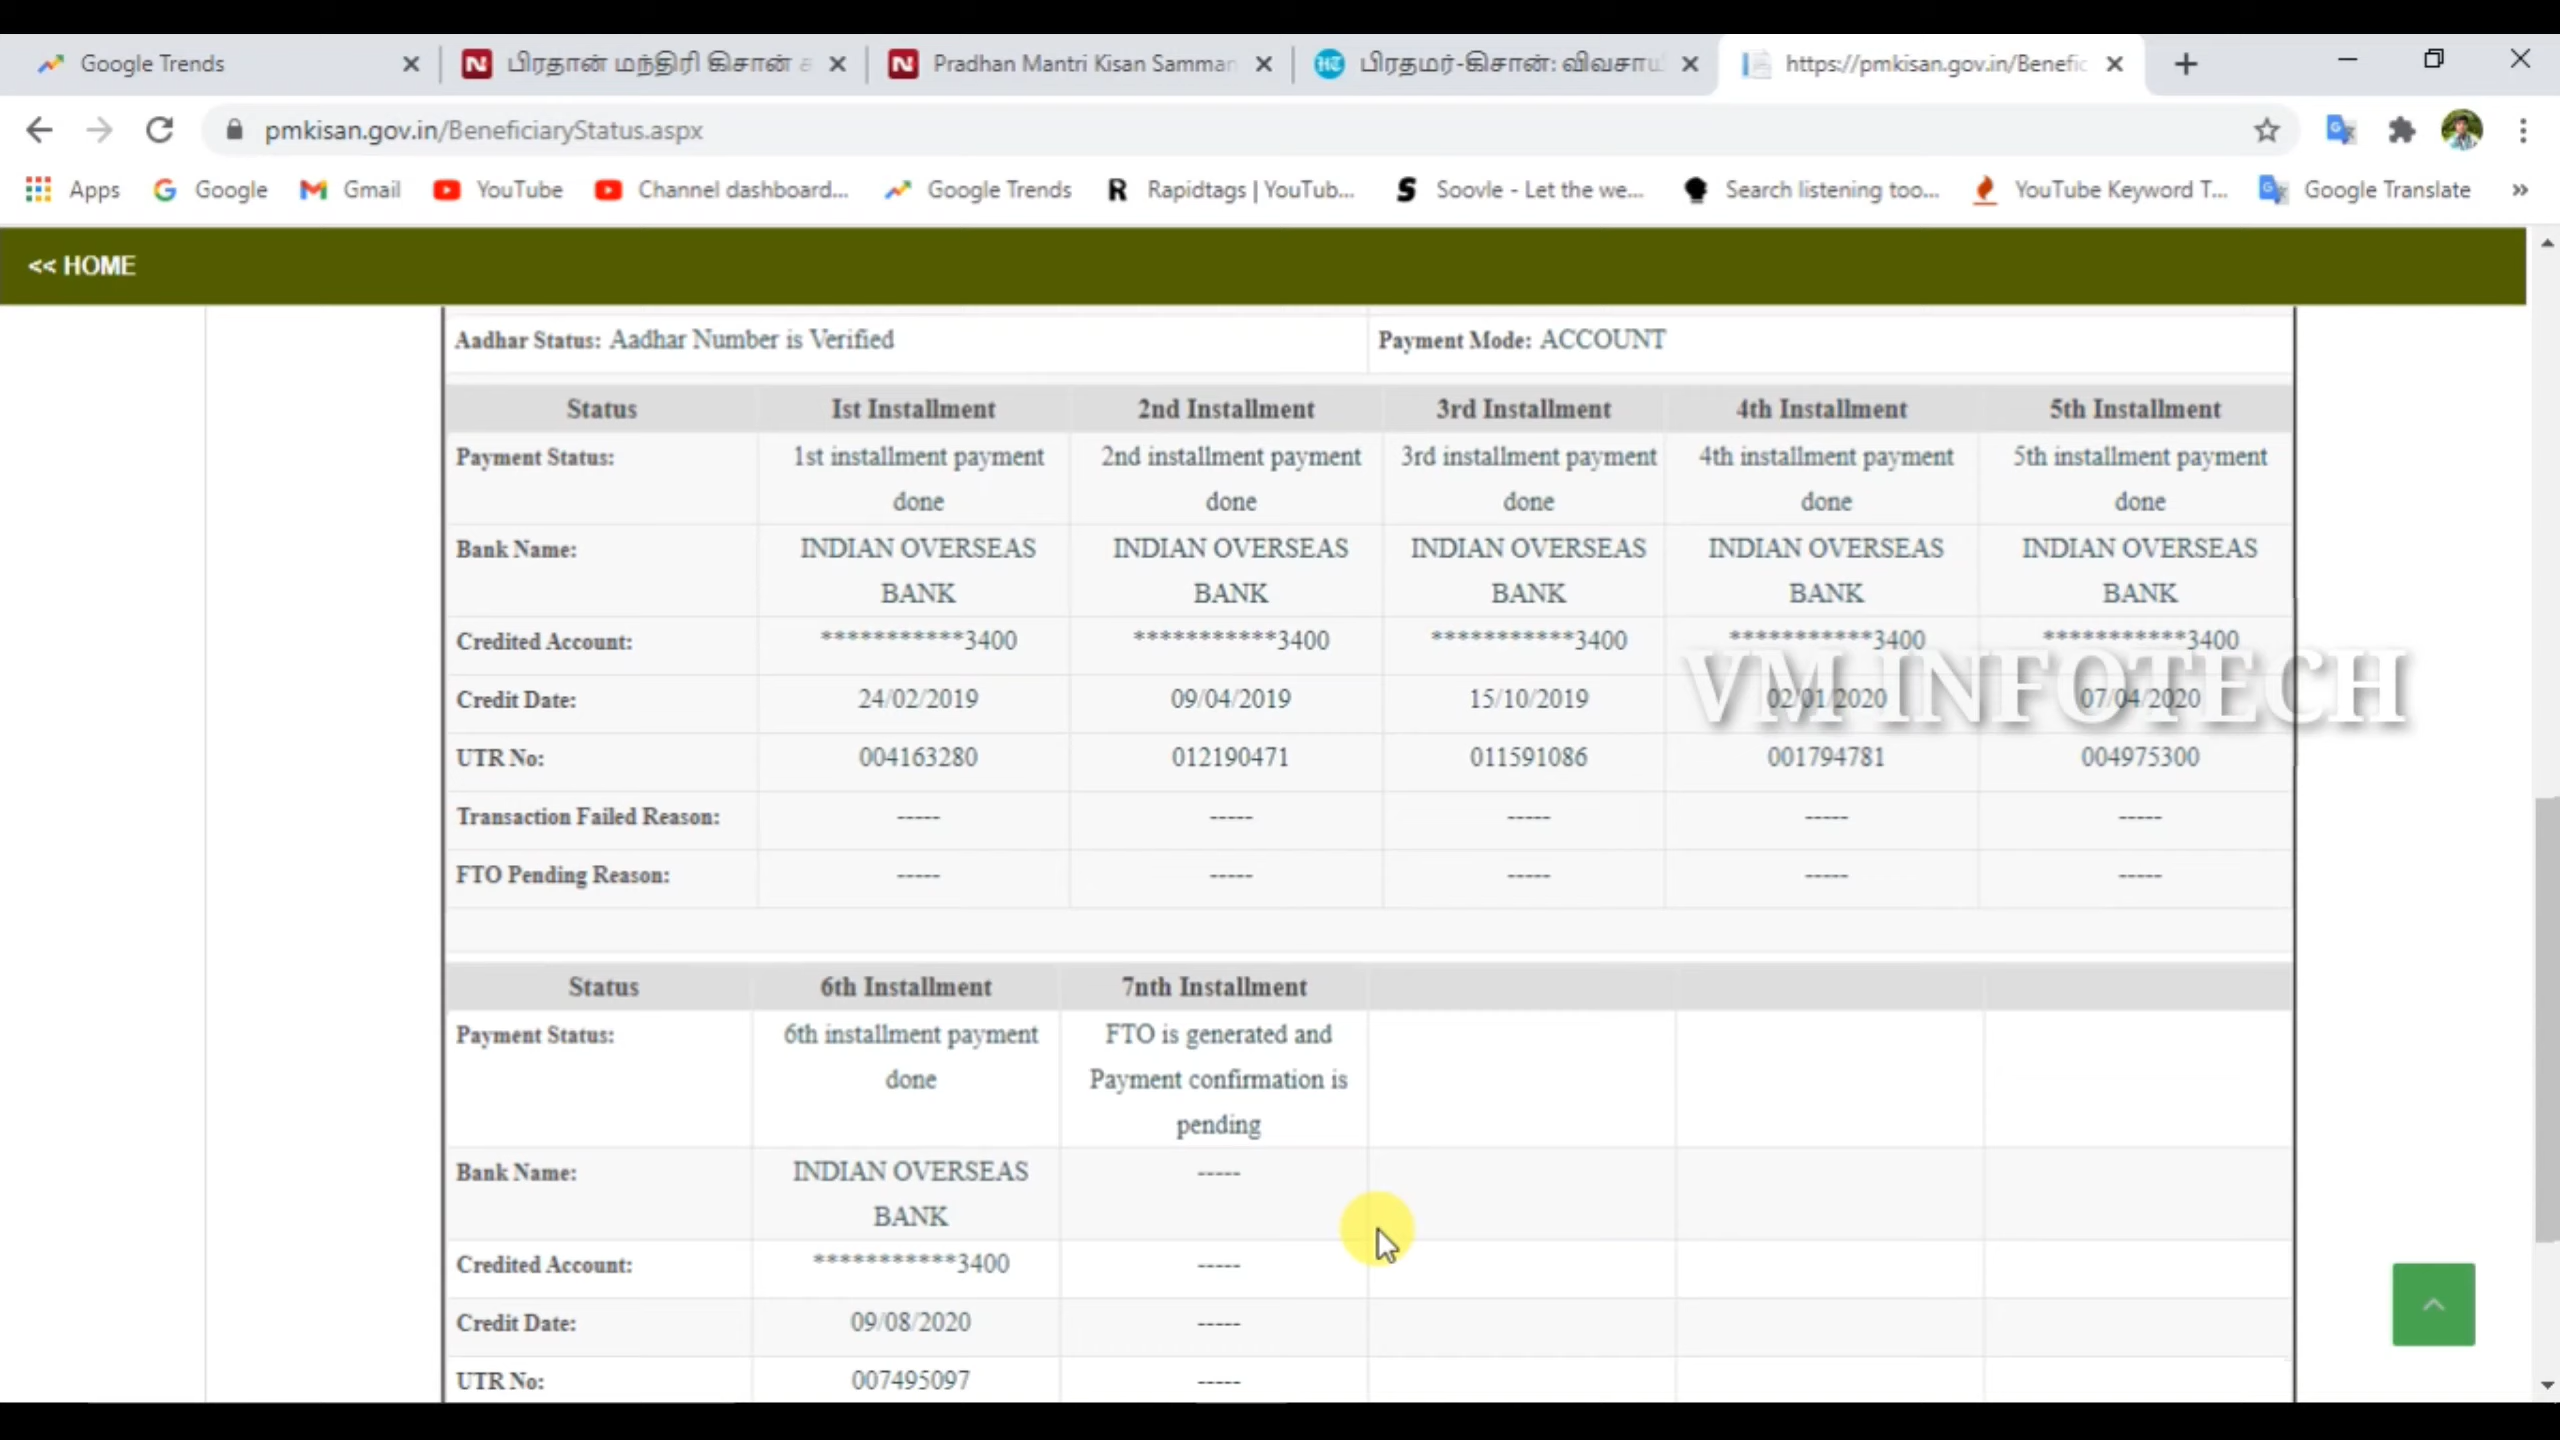 Google Trends
பிரதான் மந்திரி கிசான்
Pradhan Mantri Kisan Samman
பிரதமர்-கிசான்: விவசாய
https://pmkisan.gov.in/Benefic
pmkisan.gov.in/BeneficiaryStatus.aspx
Apps Google Gmail YouTube Channel dashboard... Google Trends Rapidtags | YouTub... Soovle - Let the we... Search listening too... YouTube Keyword T... Google Translate »
<< HOME
Aadhar Status: Aadhar Number is Verified Payment Mode: ACCOUNT
Status Ist Installment 2nd Installment 3rd Installment 4th Installment 5th Installment
Payment Status: 1st installment payment 2nd installment payment 3rd installment payment 4th installment payment 5th installment payment
done done done done done
Bank Name: INDIAN OVERSEAS INDIAN OVERSEAS INDIAN OVERSEAS INDIAN OVERSEAS INDIAN OVERSEAS
BANK BANK BANK BANK BANK
Credited Account: ***********3400 ***********3400 ***********3400 ***********3400 ***********3400
VM INFOTECH
Credit Date: 24/02/2019 09/04/2019 15/10/2019 02/01/2020 07/04/2020
UTR No: 004163280 012190471 011591086 001794781 004975300
Transaction Failed Reason: ----- ----- ----- ----- -----
FTO Pending Reason: ----- ----- ----- ----- -----
Status 6th Installment 7nth Installment
Payment Status: 6th installment payment FTO is generated and
done Payment confirmation is
pending
Bank Name: INDIAN OVERSEAS -----
BANK
Credited Account: ***********3400 -----
Credit Date: 09/08/2020 -----
UTR No: 007495097 -----